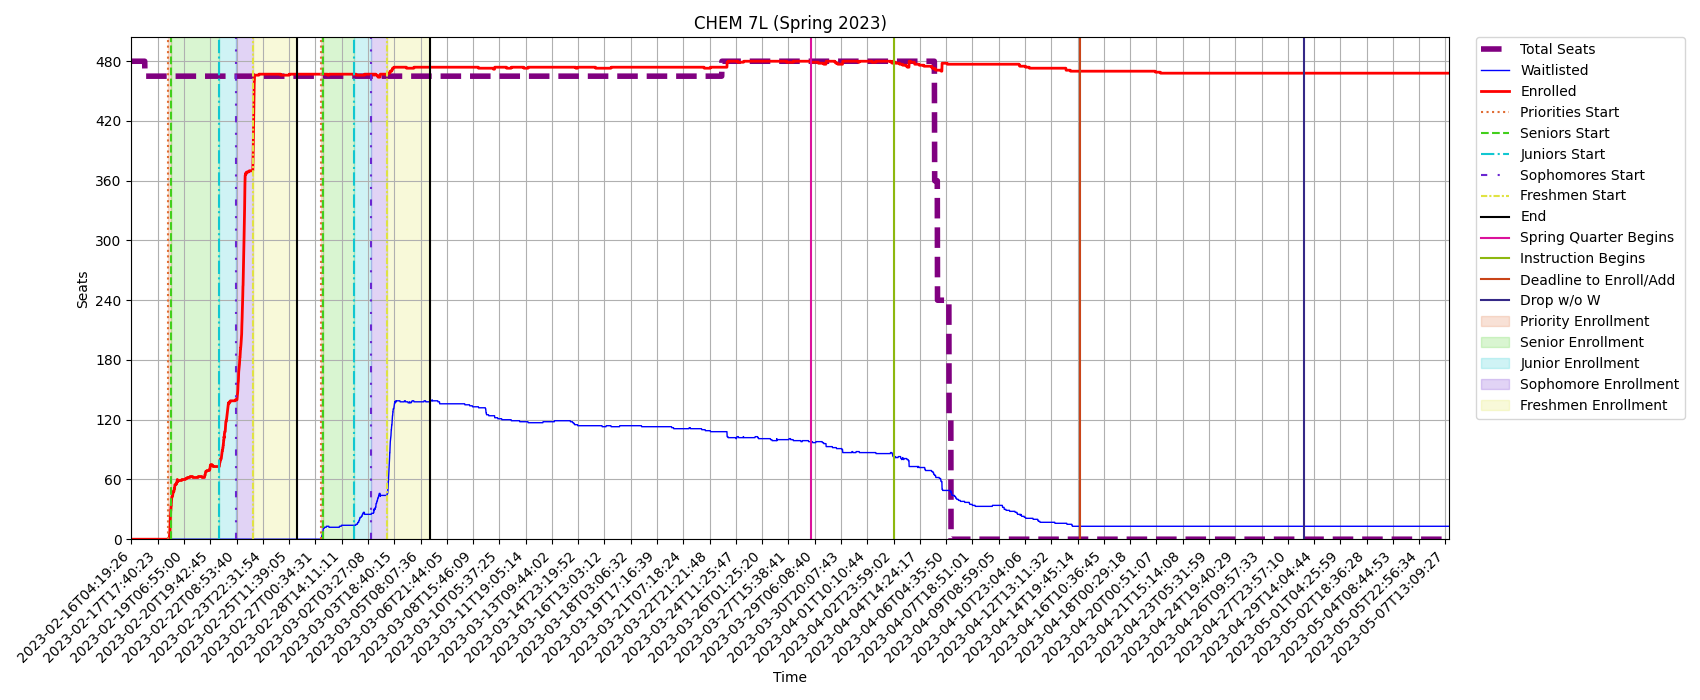 CHEM 7L (Spring 2023)
Seats
480
420
360
300
240
180
120
60
0
2023-02-16T04:19:26
2023-02-17T17:40:23
2023-02-19T06:55:00
2023-02-20T19:42:45
2023-02-22T08:53:40
2023-02-23T22:31:54
2023-02-25T11:39:05
2023-02-27T00:34:31
2023-02-28T14:11:11
2023-03-02T03:27:08
2023-03-03T18:40:15
2023-03-05T08:07:36
2023-03-06T21:44:05
2023-03-08T15:46:09
2023-03-10T05:37:25
2023-03-11T19:05:14
2023-03-13T09:44:02
2023-03-14T23:19:52
2023-03-16T13:03:12
2023-03-18T03:06:32
2023-03-19T17:16:39
2023-03-21T07:18:24
2023-03-22T21:21:48
2023-03-24T11:25:47
2023-03-26T01:25:20
2023-03-27T15:38:41
2023-03-29T06:08:40
2023-03-30T20:07:43
2023-04-01T10:10:44
2023-04-02T23:59:02
2023-04-04T14:24:17
2023-04-06T04:35:50
2023-04-07T18:51:01
2023-04-09T08:59:05
2023-04-10T23:04:06
2023-04-12T13:11:32
2023-04-14T19:45:14
2023-04-16T10:36:45
2023-04-18T00:29:18
2023-04-20T00:51:07
2023-04-21T15:14:08
2023-04-23T05:31:59
2023-04-24T19:40:29
2023-04-26T09:57:33
2023-04-27T23:57:10
2023-04-29T14:04:44
2023-05-01T04:25:59
2023-05-02T18:36:28
2023-05-04T08:44:53
2023-05-05T22:56:34
2023-05-07T13:09:27
Time
Total Seats
Waitlisted
Enrolled
Priorities Start
Seniors Start
Juniors Start
Sophomores Start
Freshmen Start
End
Spring Quarter Begins
Instruction Begins
Deadline to Enroll/Add
Drop w/o W
Priority Enrollment
Senior Enrollment
Junior Enrollment
Sophomore Enrollment
Freshmen Enrollment